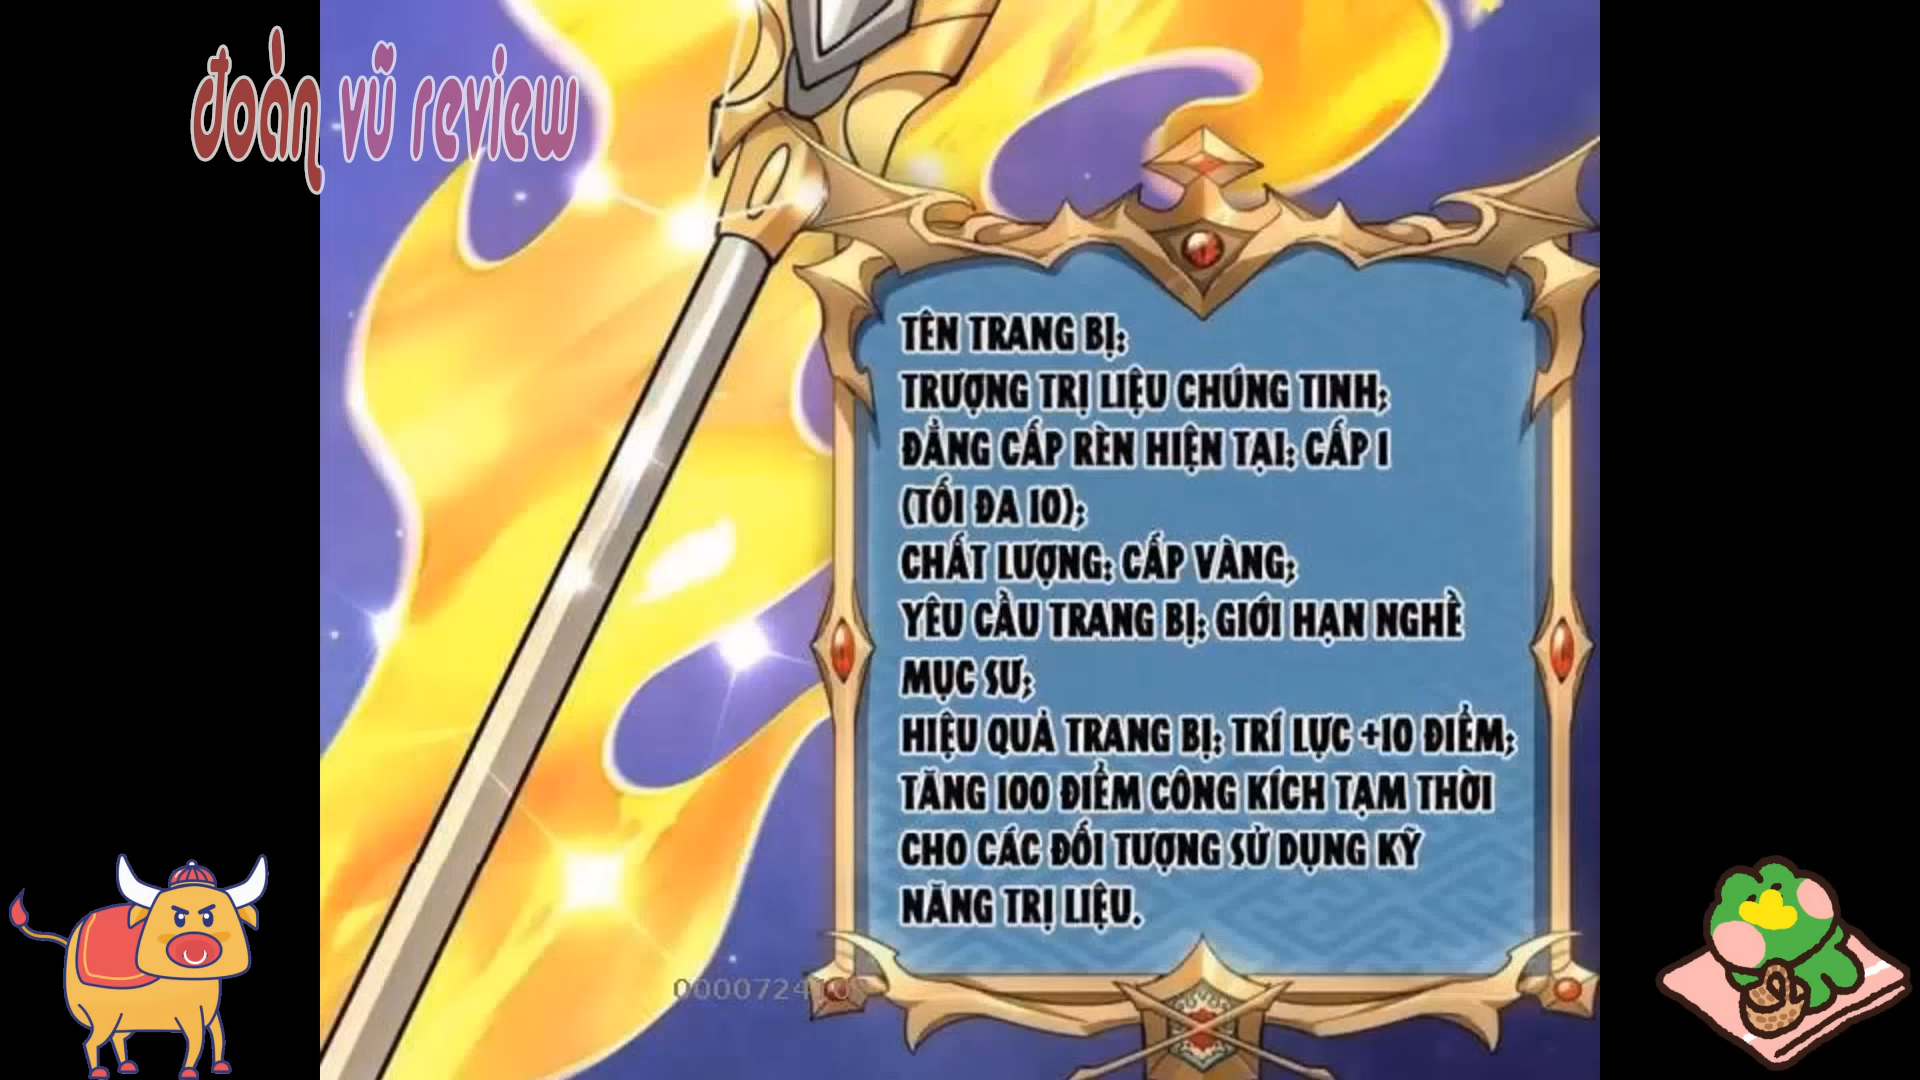 đoản vũ review
TÊN TRANG BỊ:
TRƯỢNG TRỊ LIỆU CHÚNG TINH;
ĐẲNG CẤP RÈN HIỆN TẠI: CẤP 1
(TỐI ĐA 10);
CHẤT LƯỢNG: CẤP VÀNG;
YÊU CẦU TRANG BỊ: GIỚI HẠN NGHỀ
MỤC SƯ;
HIỆU QUẢ TRANG BỊ: TRÍ LỰC +10 ĐIỂM;
TĂNG 100 ĐIỂM CÔNG KÍCH TẠM THỜI
CHO CÁC ĐỐI TƯỢNG SỬ DỤNG KỸ
NĂNG TRỊ LIỆU.